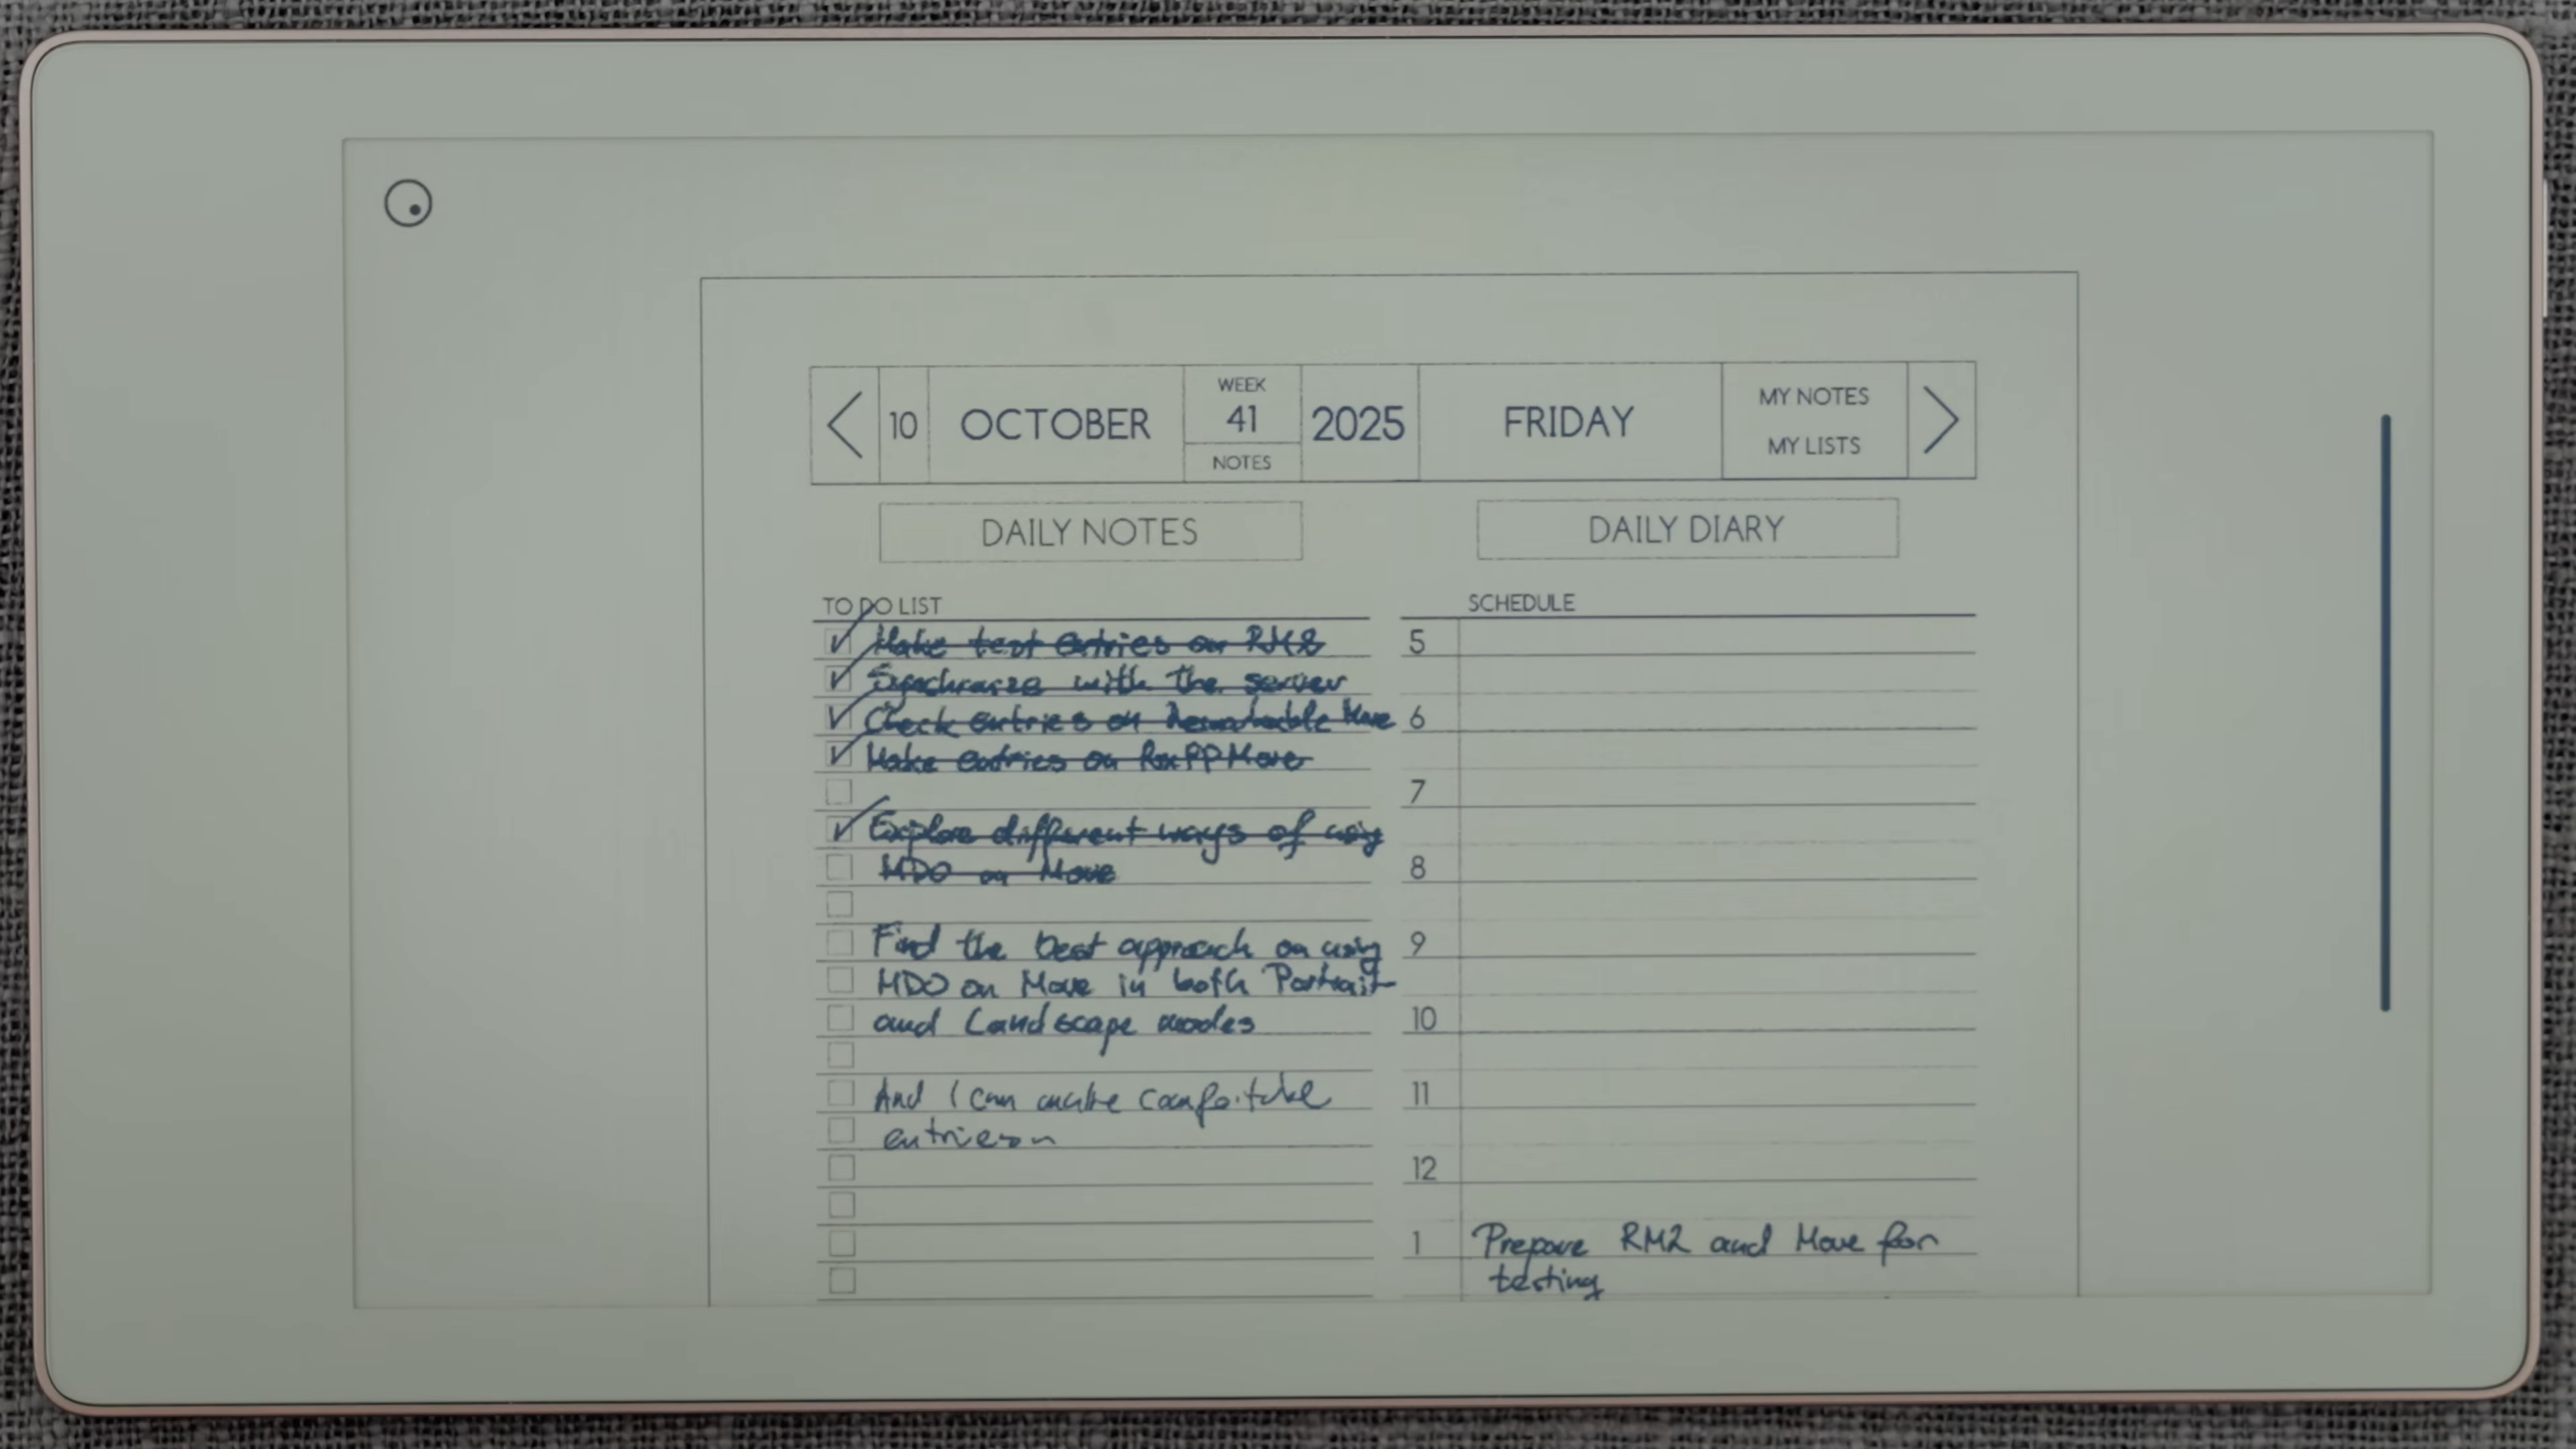 10 OCTOBER WEEK 41 NOTES 2025 FRIDAY MY NOTES MY LISTS
DAILY NOTES
DAILY DIARY
TO DO LIST
Make test entries on RM2
Synchronize with the server
Check entries on Remarkable Move
Make entries on RmPPMove
Explore different ways of using
MDO on Move
Find the best approach on using
MDO on Move in both Portrait
and Landscape modes
And I can make comfortable
entries
SCHEDULE
5
6
7
8
9
10
11
12
1 Prepare RM2 and Move for
testing